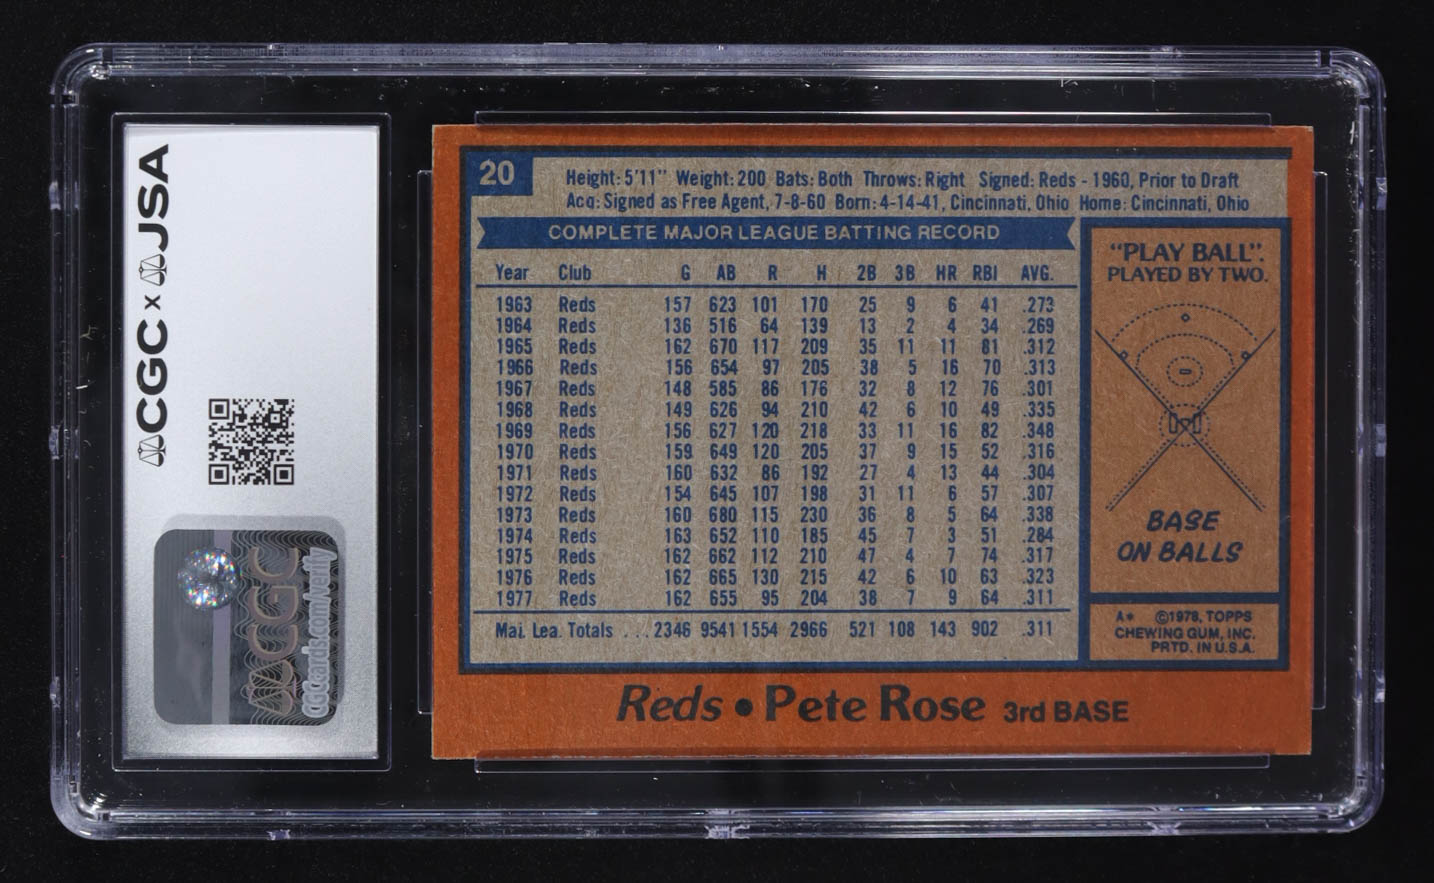 CGC x JSA
CGC
CGCcards.com/verify
20
Height: 5'11" Weight: 200 Bats: Both Throws: Right Signed: Reds - 1960, Prior to Draft
Acq: Signed as Free Agent, 7-8-60 Born: 4-14-41, Cincinnati, Ohio Home: Cincinnati, Ohio
COMPLETE MAJOR LEAGUE BATTING RECORD
Year Club G AB R H 2B 3B HR RBI AVG.
1963 Reds 157 623 101 170 25 9 6 41 .273
1964 Reds 136 516 64 139 13 2 4 34 .269
1965 Reds 162 670 117 209 35 11 11 81 .312
1966 Reds 156 654 97 205 38 5 16 70 .313
1967 Reds 148 585 86 176 32 8 12 76 .301
1968 Reds 149 626 94 210 42 6 10 49 .335
1969 Reds 156 627 120 218 33 11 16 82 .348
1970 Reds 159 649 120 205 37 9 15 52 .316
1971 Reds 160 632 86 192 27 4 13 44 .304
1972 Reds 154 645 107 198 31 11 6 57 .307
1973 Reds 160 680 115 230 36 8 5 64 .338
1974 Reds 163 652 110 185 45 7 3 51 .284
1975 Reds 162 662 112 210 47 4 7 74 .317
1976 Reds 162 665 130 215 42 6 10 63 .323
1977 Reds 162 655 95 204 38 7 9 64 .311
Maj. Lea. Totals . . . 2346 9541 1554 2966 521 108 143 902 .311
"PLAY BALL".
PLAYED BY TWO.
BASE
ON BALLS
A* ©1978, TOPPS
CHEWING GUM, INC.
PRTD. IN U.S.A.
Reds • Pete Rose 3rd BASE